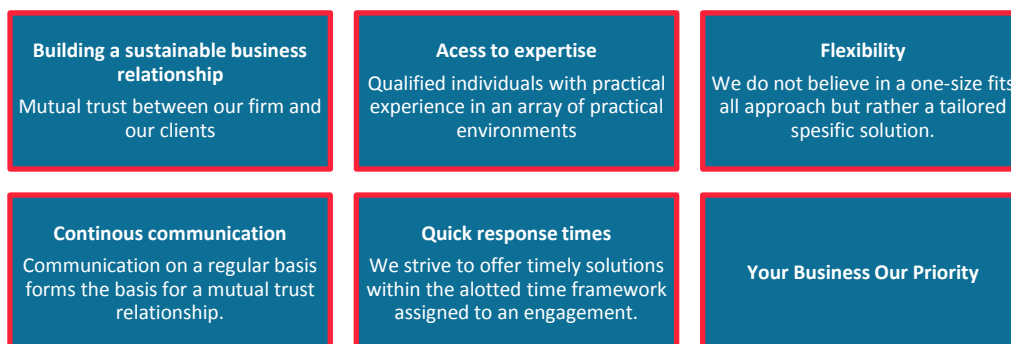 Building a sustainable business
relationship
Mutual trust between our firm and
our clients
Acess to expertise
Qualified individuals with practical
experience in an array of practical
environments
Flexibility
We do not believe in a one-size fits
all approach but rather a tailored
spesific solution.
Continous communication
Communication on a regular basis
forms the basis for a mutual trust
relationship.
Quick response times
We strive to offer timely solutions
within the alotted time framework
assigned to an engagement.
Your Business Our Priority